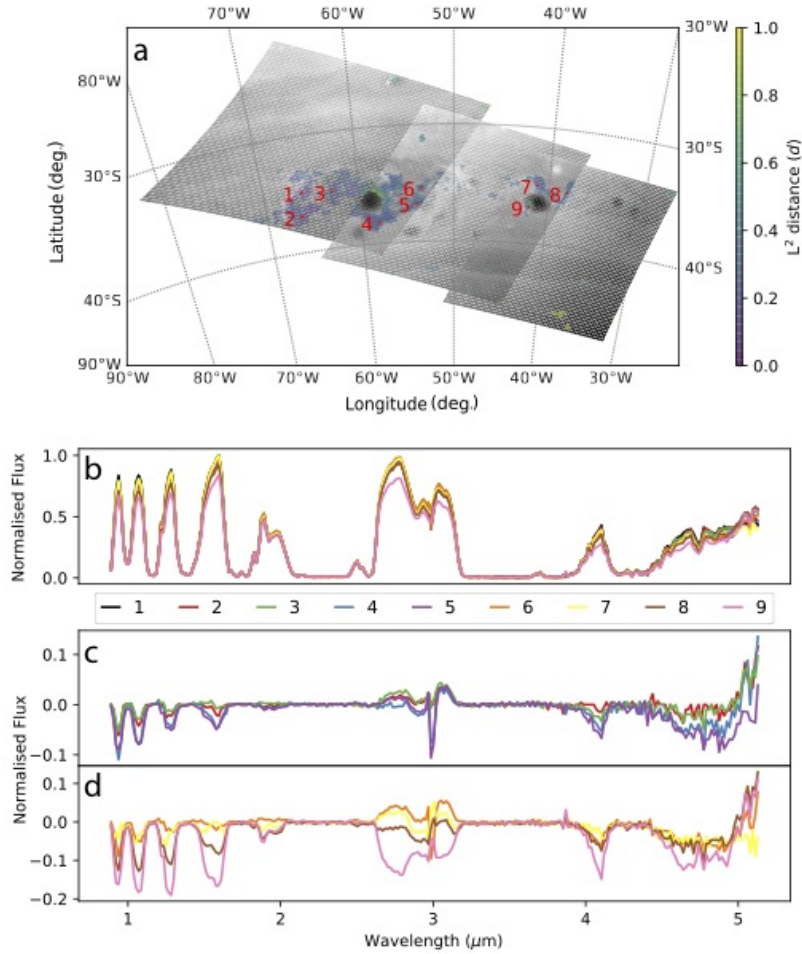 70°W 60°W 50°W 40°W
a
30°W
1.0
80°W
0.8
30°S
30°S
0.6
1 3 6 7 8
2 4 5 9
0.4
40°S
40°S
0.2
90°W
0.0
90°W 80°W 70°W 60°W 50°W 40°W 30°W
Latitude (deg.)
Longitude (deg.)
L² distance (d)
b
1.0
0.5
0.0
Normalised Flux
1 2 3 4 5 6 7 8 9
c
0.1
0.0
−0.1
Normalised Flux
d
0.1
0.0
−0.1
−0.2
Normalised Flux
1 2 3 4 5
Wavelength (μm)